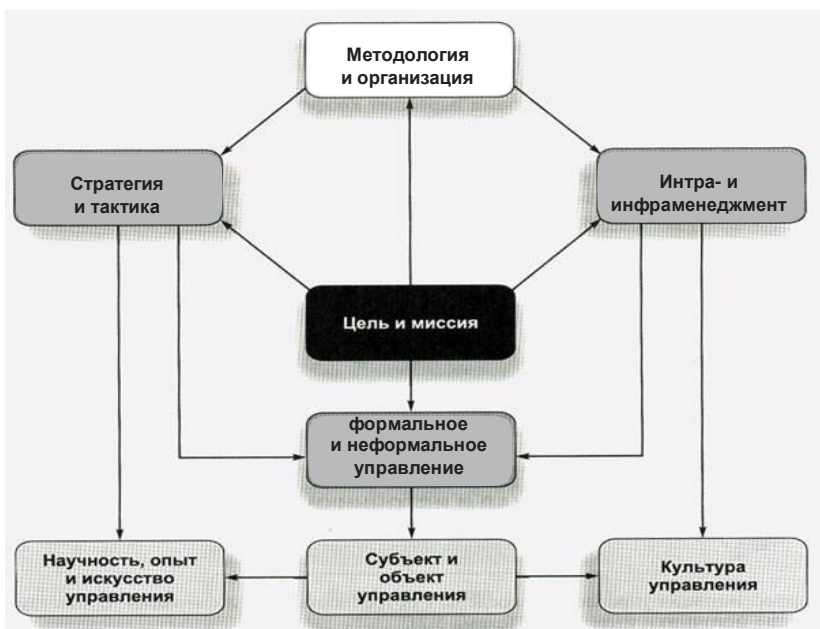 Методология
и организация
Стратегия
и тактика
Интра- и
инфраменеджмент
Цель и миссия
формальное
и неформальное
управление
Научность, опыт
и искусство
управления
Субъект и
объект
управления
Культура
управления